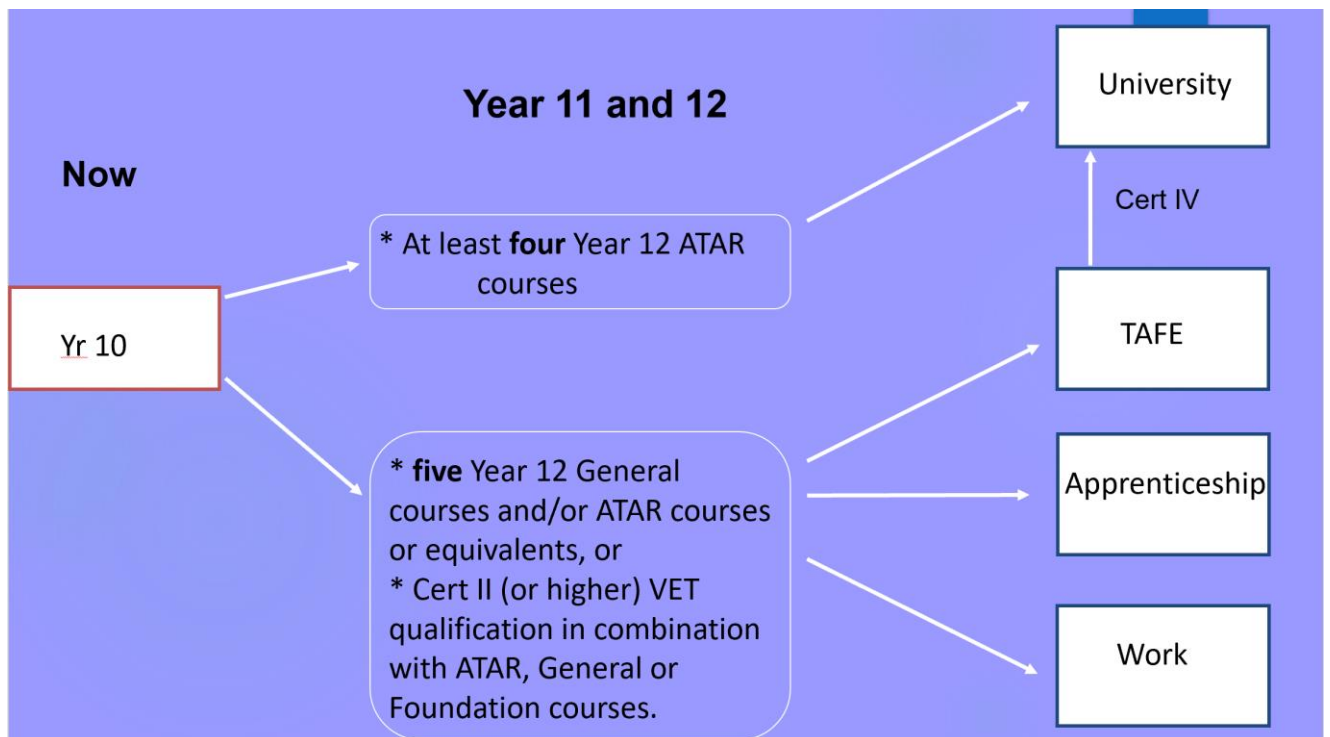 Year 11 and 12
Now
Yr 10
* At least four Year 12 ATAR
courses
* five Year 12 General
courses and/or ATAR courses
or equivalents, or
* Cert II (or higher) VET
qualification in combination
with ATAR, General or
Foundation courses.
University
Cert IV
TAFE
Apprenticeship
Work